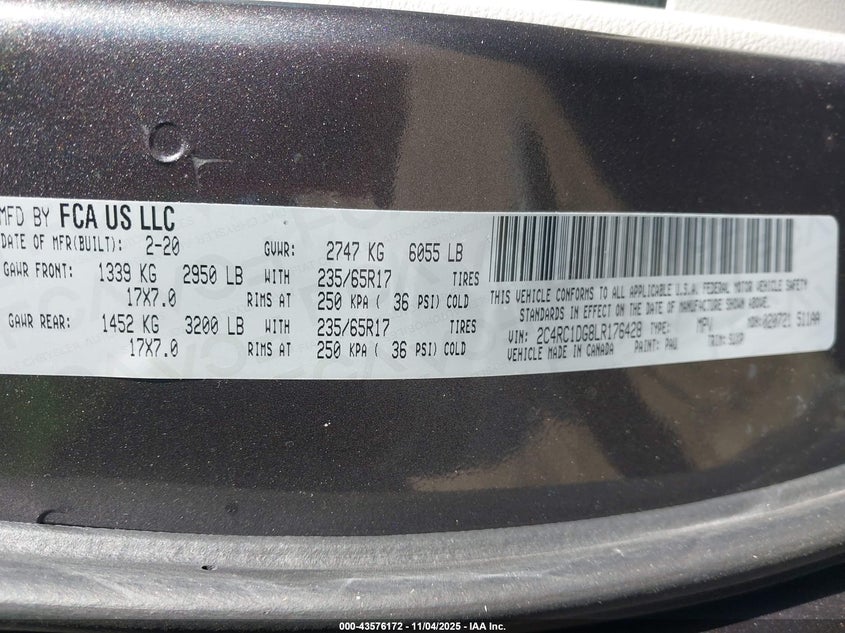 MFD BY FCA US LLC
DATE OF MFR(BUILT): 2-20 GVWR: 2747 KG 6055 LB
GAWR FRONT: 1339 KG 2950 LB WITH 235/65R17 TIRES
17X7.0 RIMS AT 250 KPA ( 36 PSI) COLD
GAWR REAR: 1452 KG 3200 LB WITH 235/65R17 TIRES
17X7.0 RIMS AT 250 KPA ( 36 PSI) COLD
THIS VEHICLE CONFORMS TO ALL APPLICABLE U.S.A. FEDERAL MOTOR VEHICLE SAFETY
STANDARDS IN EFFECT ON THE DATE OF MANUFACTURE SHOWN ABOVE.
VIN: 2C4RC1DG8LR176428 TYPE: MPV MDH: 020721 511AA
VEHICLE MADE IN CANADA PAINT: PAU TRIM:
000-43576172 - 11/04/2025 - IAA Inc.